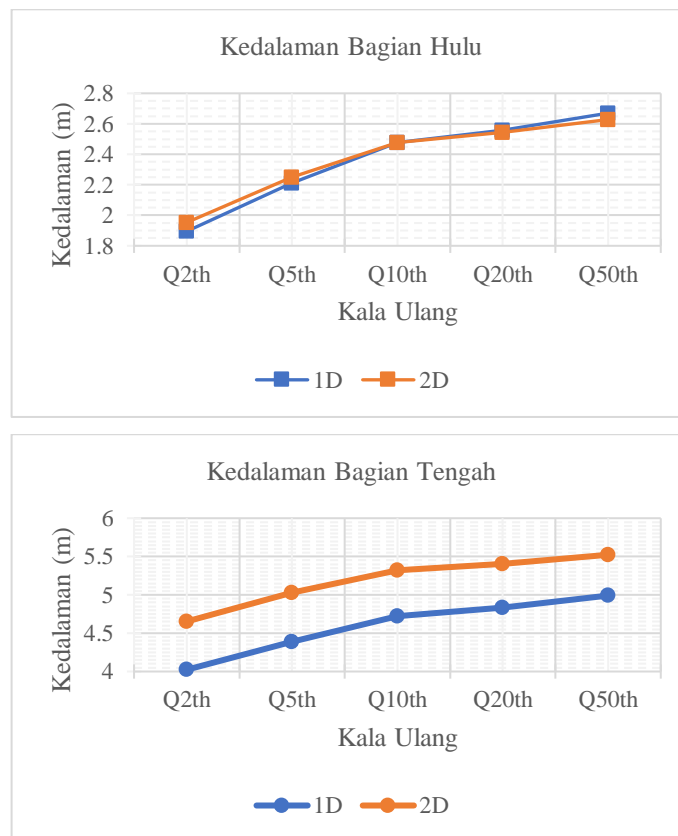 Kedalaman Bagian Hulu
2.8
2.6
2.4
2.2
2
1.8
Kedalaman (m)
Q2th Q5th Q10th Q20th Q50th
Kala Ulang
1D 2D
Kedalaman Bagian Tengah
6
5.5
5
4.5
4
Kedalaman (m)
Q2th Q5th Q10th Q20th Q50th
Kala Ulang
1D 2D